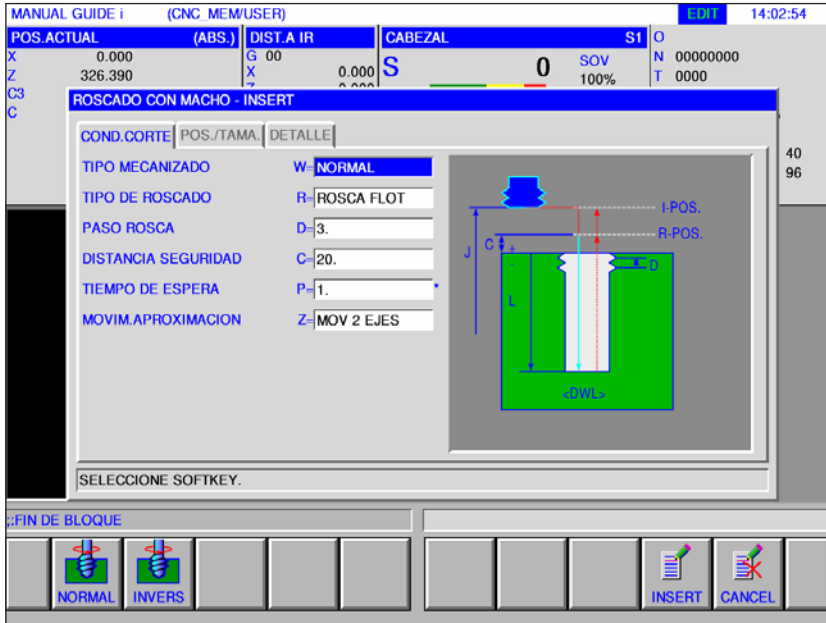 MANUAL GUIDE i (CNC_MEM/USER) EDIT 14:02:54
POS.ACTUAL (ABS.) DIST.A IR CABEZAL S1 O
X 0.000 G 00 S 0 SOV N 00000000
Z 326.390 X 0.000 100% T 0000
C3 Z 0.000
C
ROSCADO CON MACHO - INSERT
COND.CORTE POS./TAMA. DETALLE
TIPO MECANIZADO W=NORMAL
TIPO DE ROSCADO R=ROSCA FLOT
PASO ROSCA D=3.
DISTANCIA SEGURIDAD C=20.
TIEMPO DE ESPERA P=1. *
MOVIM.APROXIMACION Z=MOV 2 EJES
40
96
I-POS.
R-POS.
J C + -
D
L
<DWL>
SELECCIONE SOFTKEY.
;:FIN DE BLOQUE
NORMAL INVERS INSERT CANCEL